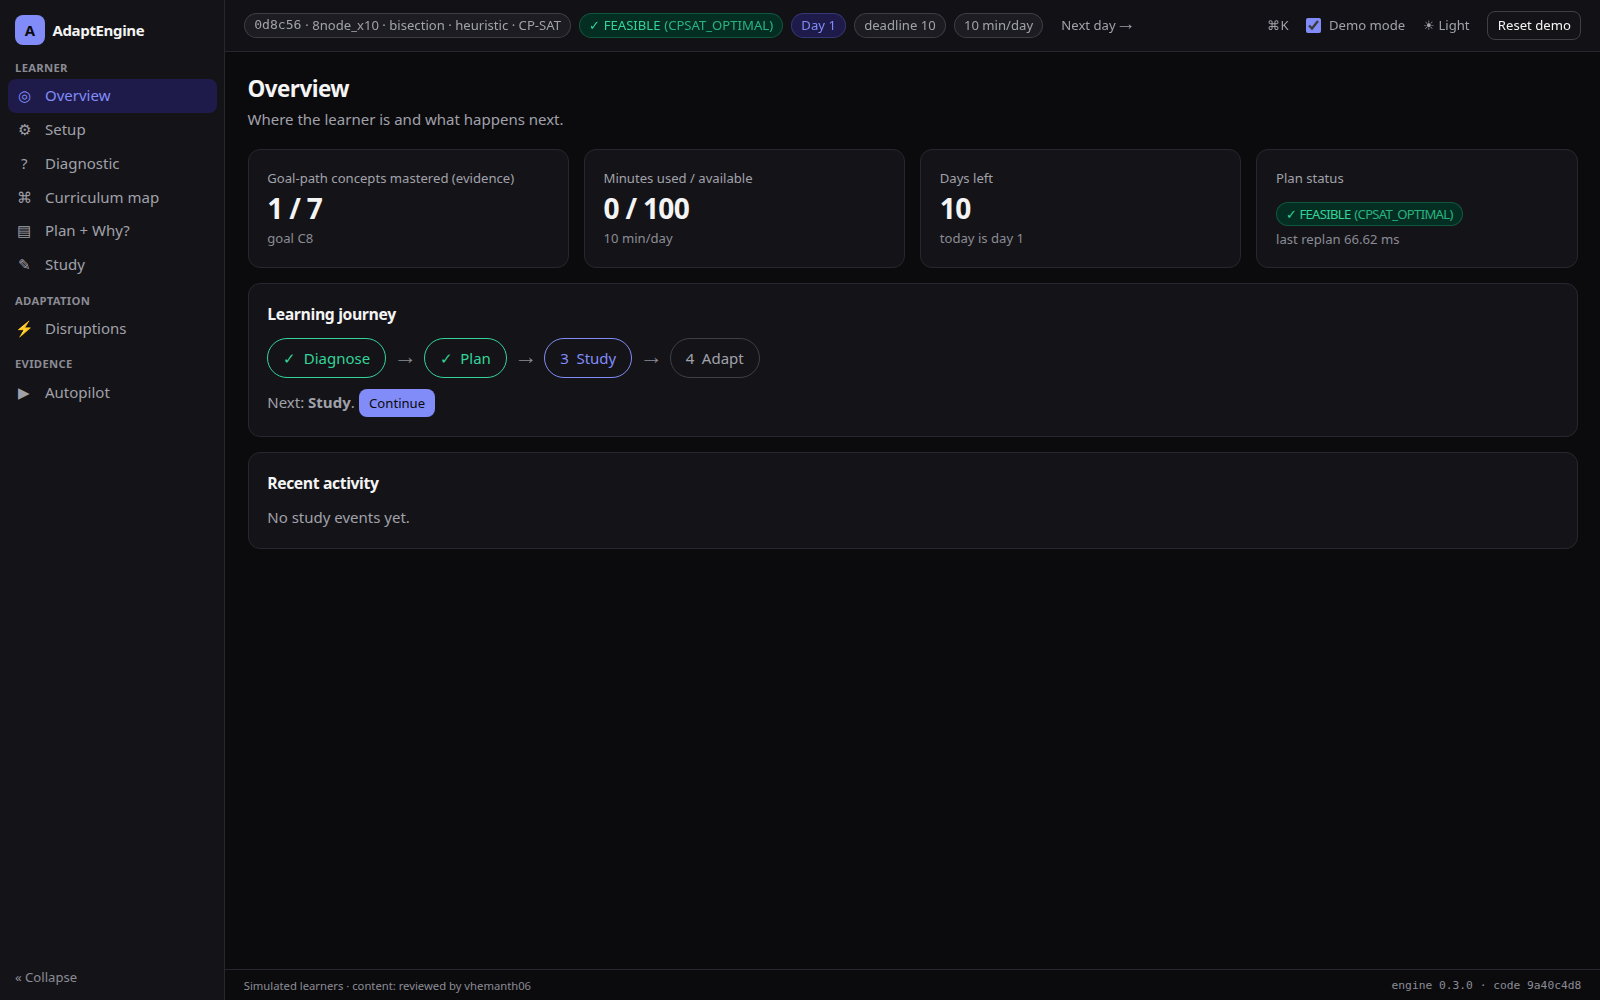 A AdaptEngine
LEARNER
◎ Overview
⚙ Setup
? Diagnostic
⌘ Curriculum map
▤ Plan + Why?
✎ Study
ADAPTATION
⚡ Disruptions
EVIDENCE
▶ Autopilot
« Collapse
0d8c56 · 8node_x10 · bisection · heuristic · CP-SAT ✓ FEASIBLE (CPSAT_OPTIMAL) Day 1 deadline 10 10 min/day Next day → ⌘K Demo mode ☀ Light Reset demo
Overview
Where the learner is and what happens next.
Goal-path concepts mastered (evidence)
1 / 7
goal C8
Minutes used / available
0 / 100
10 min/day
Days left
10
today is day 1
Plan status
✓ FEASIBLE (CPSAT_OPTIMAL)
last replan 66.62 ms
Learning journey
✓ Diagnose → ✓ Plan → 3 Study → 4 Adapt
Next: Study. Continue
Recent activity
No study events yet.
Simulated learners · content: reviewed by vhemanth06
engine 0.3.0 · code 9a40c4d8